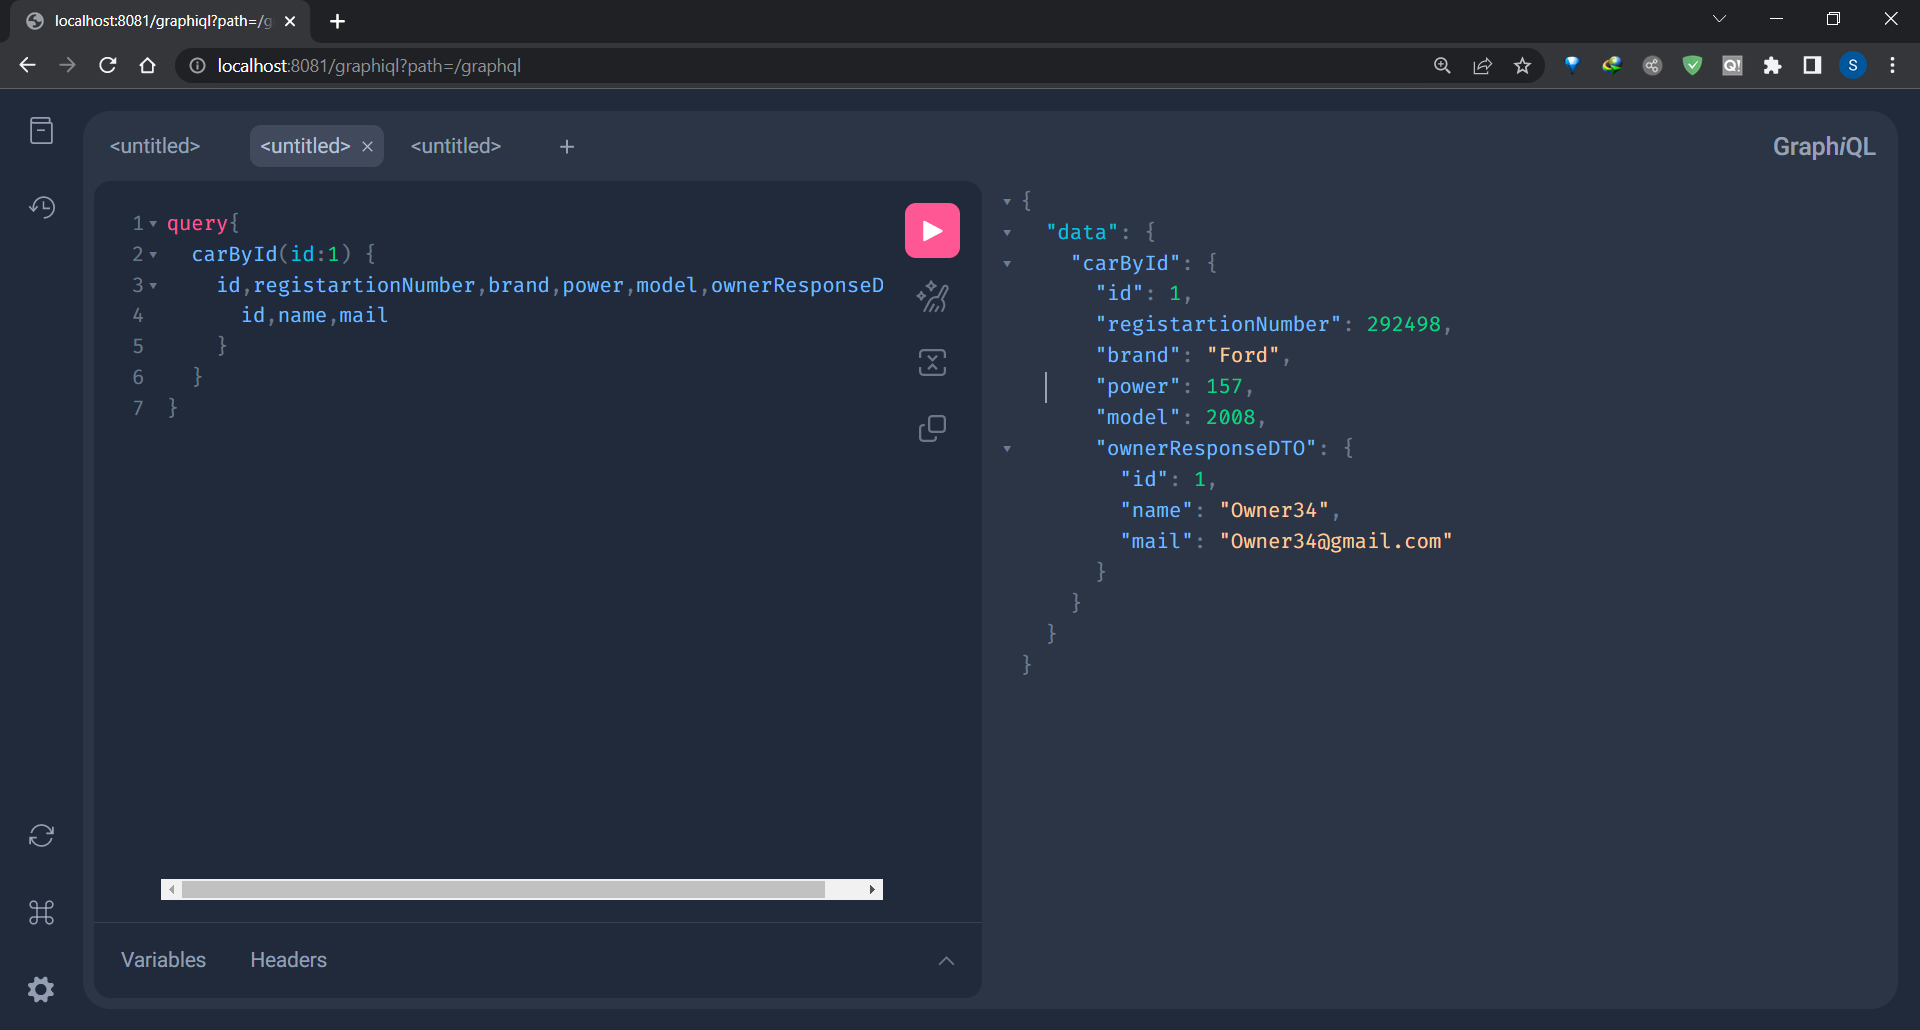 localhost:8081/graphiql?path=/g
localhost:8081/graphiql?path=/graphql
S
<untitled>
<untitled>
<untitled>
GraphiQL
1 query{
2 carById(id:1) {
3 id,registartionNumber,brand,power,model,ownerResponseD
4 id,name,mail
5 }
6 }
7 }
{
"data": {
"carById": {
"id": 1,
"registartionNumber": 292498,
"brand": "Ford",
"power": 157,
"model": 2008,
"ownerResponseDTO": {
"id": 1,
"name": "Owner34",
"mail": "Owner34@gmail.com"
}
}
}
}
Variables Headers